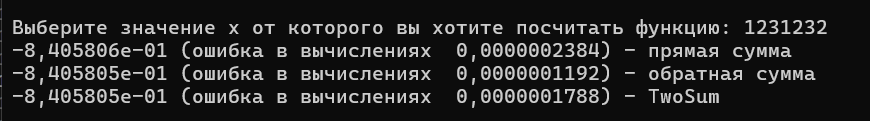 Выберите значение x от которого вы хотите посчитать функцию: 1231232
-8,405806e-01 (ошибка в вычислениях  0,0000002384) - прямая сумма
-8,405805e-01 (ошибка в вычислениях  0,0000001192) - обратная сумма
-8,405805e-01 (ошибка в вычислениях  0,0000001788) - TwoSum